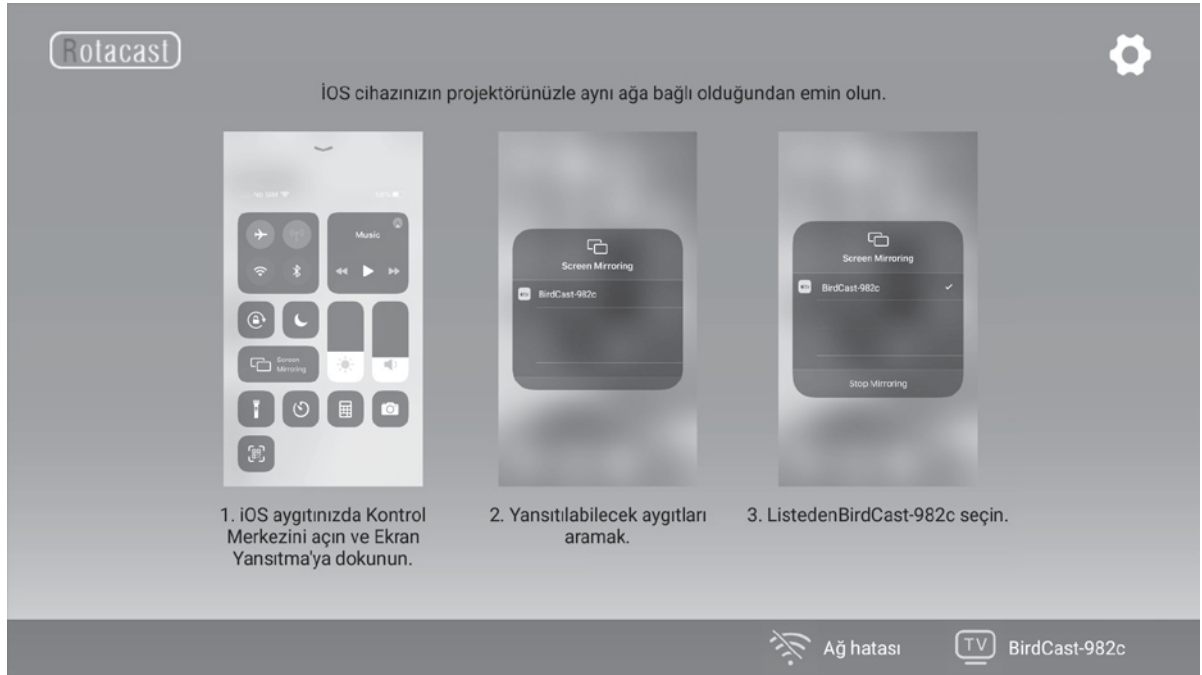 Rotacast
İOS cihazınızın projektörünüzle aynı ağa bağlı olduğundan emin olun.
No SIM
Music
Screen
Mirroring
Screen Mirroring
BirdCast-982c
Screen Mirroring
BirdCast-982c
Stop Mirroring
1. iOS aygıtınızda Kontrol
Merkezini açın ve Ekran
Yansıtma'ya dokunun.
2. Yansıtılabilecek aygıtları
aramak.
3. ListedenBirdCast-982c seçin.
Ağ hatası
TV
BirdCast-982c